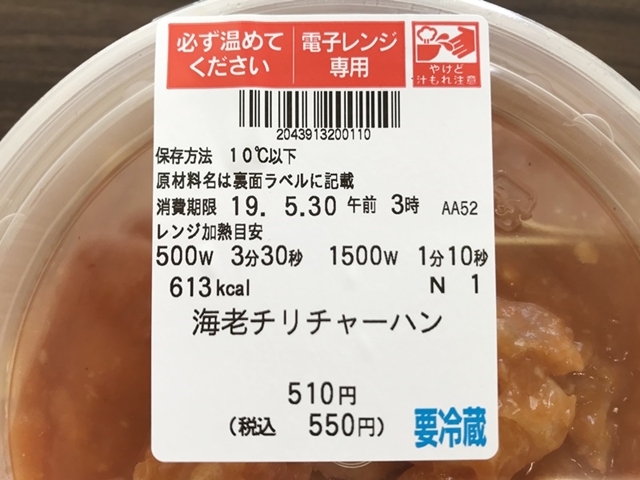 必ず温めて
ください
電子レンジ
専用
やけど
汁もれ注意
2043913200110
保存方法 10℃以下
原材料名は裏面ラベルに記載
消費期限 19. 5.30 午前 3時 AA52
レンジ加熱目安
500W 3分30秒 1500W 1分10秒
613kcal N 1
海老チリチャーハン
510円
(税込 550円)
要冷蔵